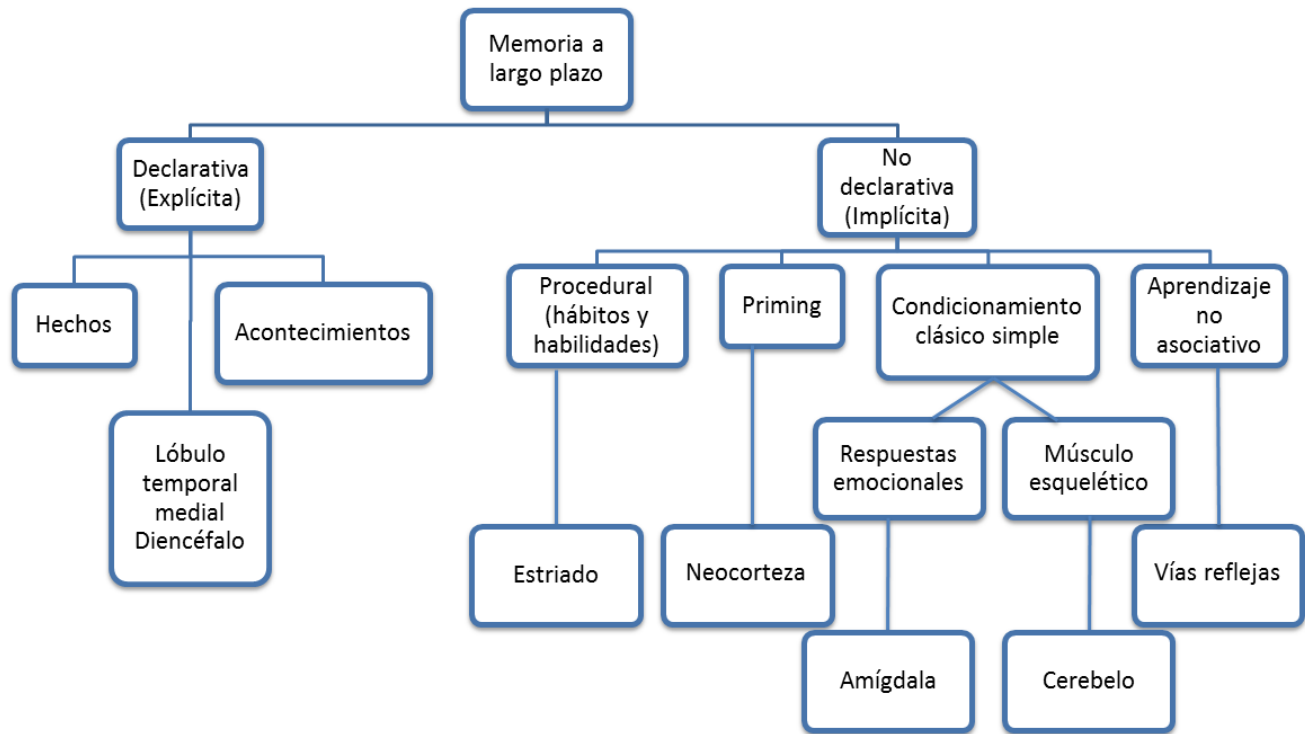 Memoria a
largo plazo
Declarativa
(Explícita)
No
declarativa
(Implícita)
Hechos
Acontecimientos
Lóbulo
temporal
medial
Diencéfalo
Procedural
(hábitos y
habilidades)
Priming
Condicionamiento
clásico simple
Aprendizaje
no
asociativo
Respuestas
emocionales
Músculo
esquelético
Estriado
Neocorteza
Vías reflejas
Amígdala
Cerebelo